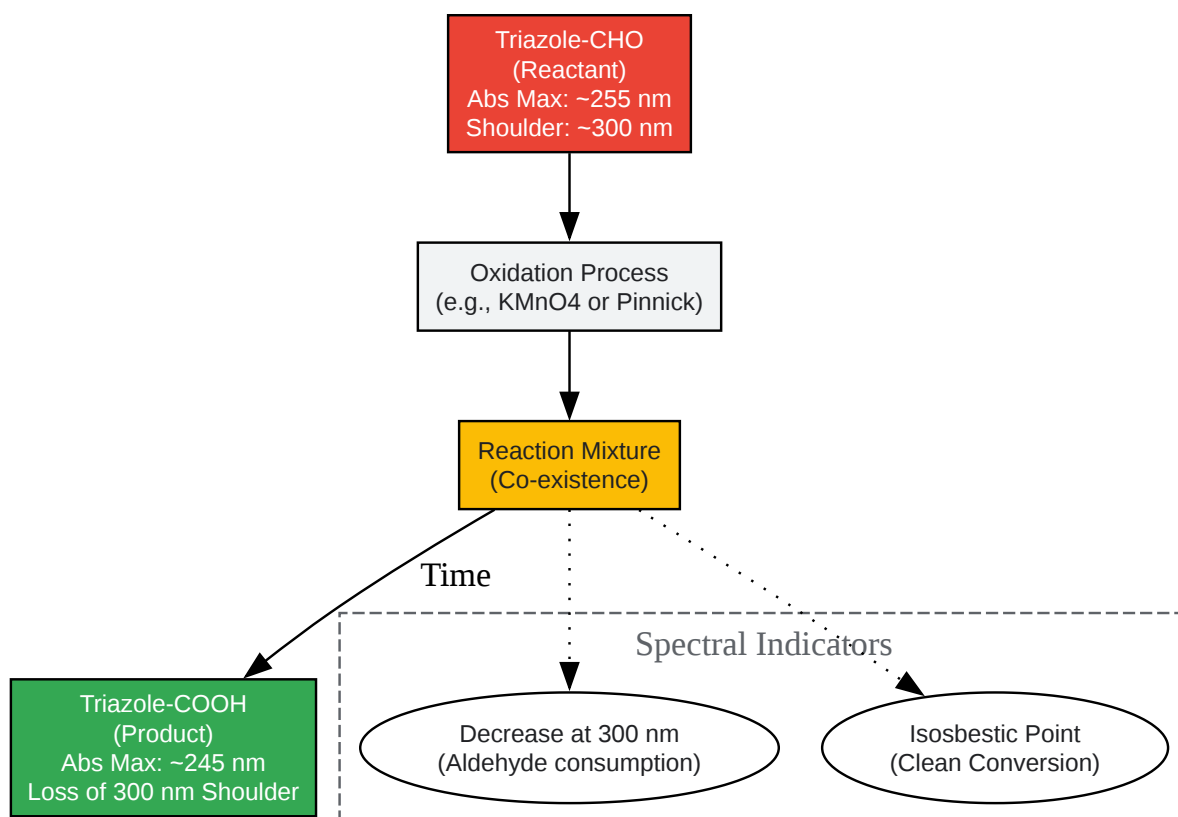 Triazole-CHO
(Reactant)
Abs Max: ~255 nm
Shoulder: ~300 nm
Oxidation Process
(e.g., KMnO4 or Pinnick)
Reaction Mixture
(Co-existence)
Time
Spectral Indicators
Triazole-COOH
(Product)
Abs Max: ~245 nm
Loss of 300 nm Shoulder
Decrease at 300 nm
(Aldehyde consumption)
Isosbestic Point
(Clean Conversion)